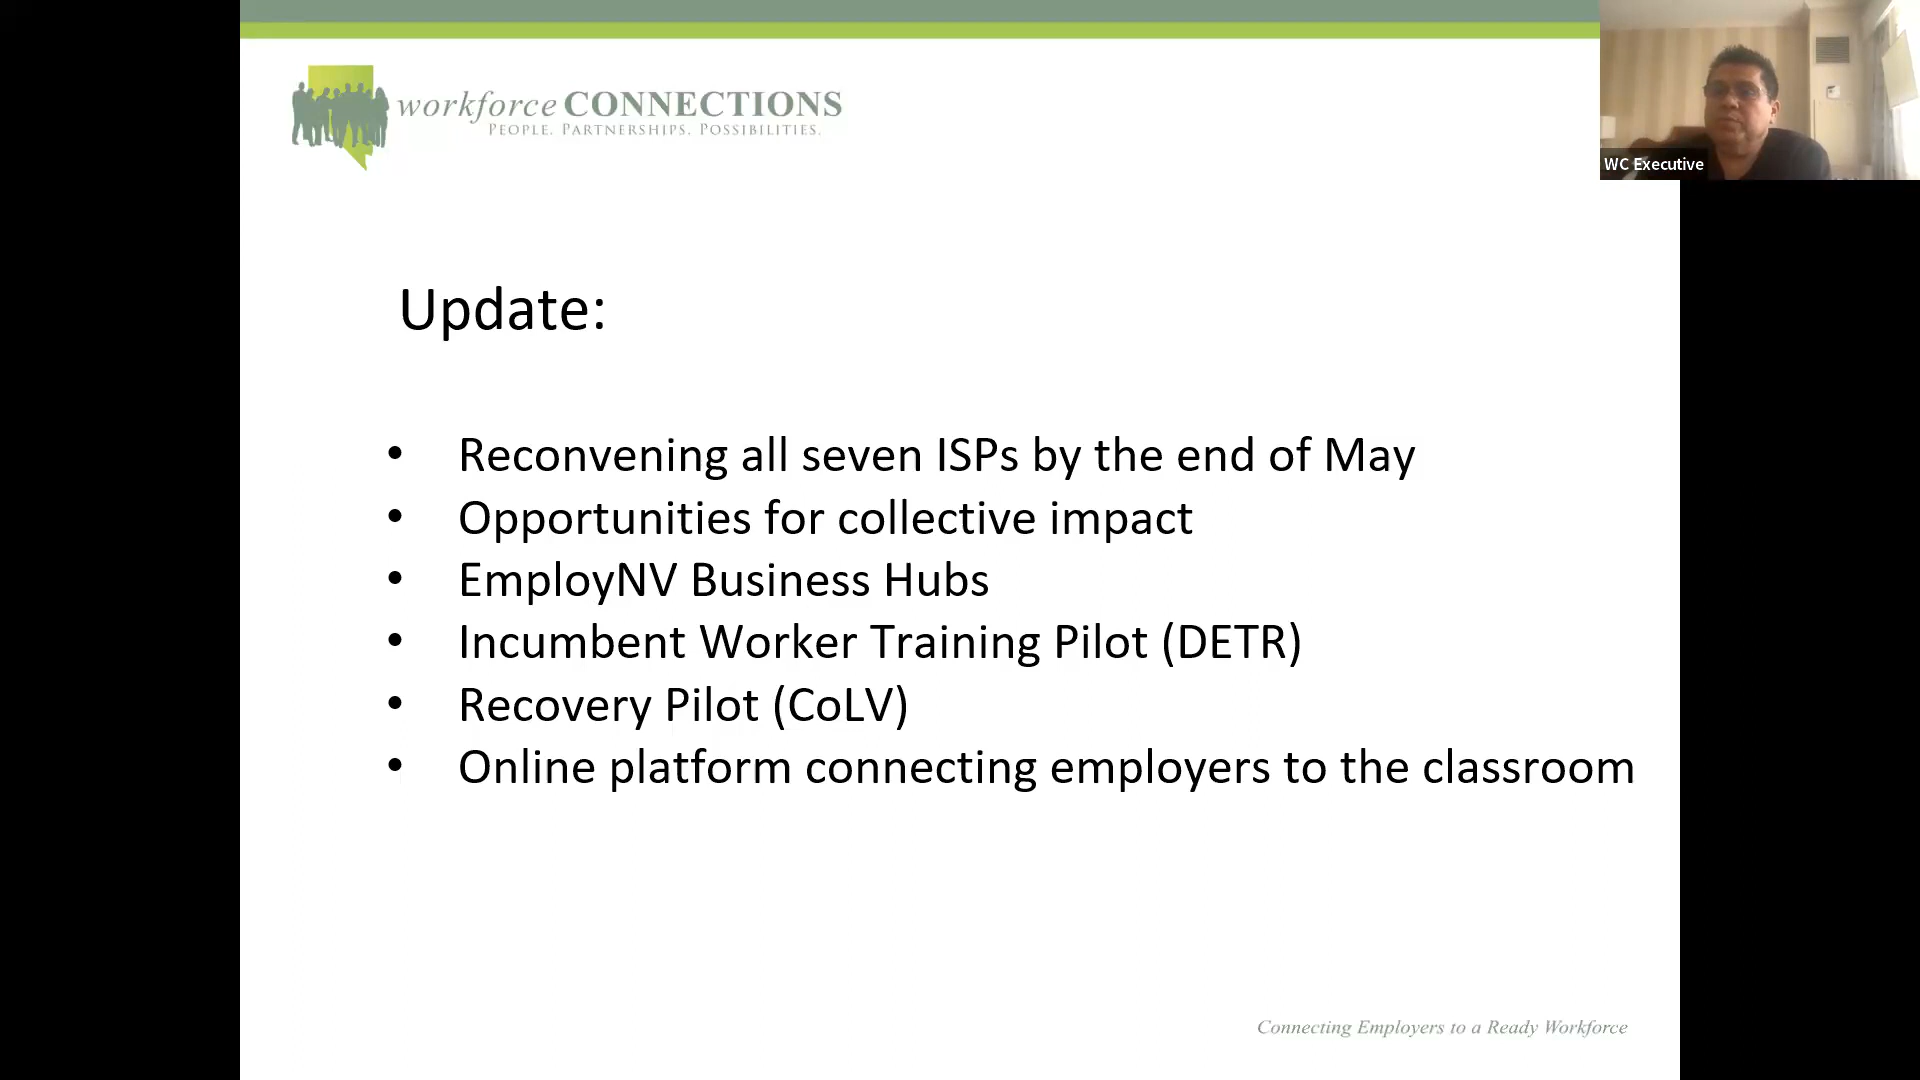 workforce CONNECTIONS
PEOPLE. PARTNERSHIPS. POSSIBILITIES.
WC Executive
Update:
• Reconvening all seven ISPs by the end of May
• Opportunities for collective impact
• EmployNV Business Hubs
• Incumbent Worker Training Pilot (DETR)
• Recovery Pilot (CoLV)
• Online platform connecting employers to the classroom
Connecting Employers to a Ready Workforce